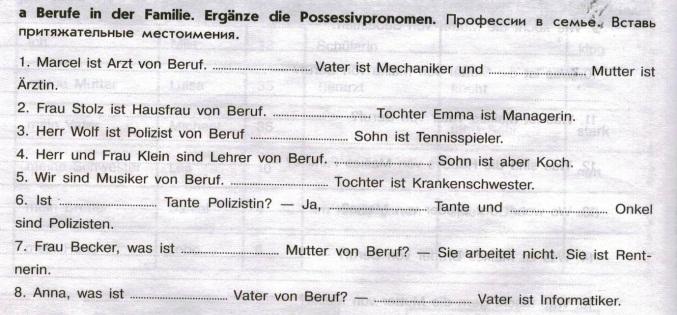 a Berufe in der Familie. Ergänze die Possessivpronomen. Профессии в семье. Вставь
притяжательные местоимения.
1. Marcel ist Arzt von Beruf. .............................. Vater ist Mechaniker und .............................. Mutter ist
Ärztin.
2. Frau Stolz ist Hausfrau von Beruf. .............................. Tochter Emma ist Managerin.
3. Herr Wolf ist Polizist von Beruf .............................. Sohn ist Tennisspieler.
4. Herr und Frau Klein sind Lehrer von Beruf. .............................. Sohn ist aber Koch.
5. Wir sind Musiker von Beruf. .............................. Tochter ist Krankenschwester.
6. Ist .............................. Tante Polizistin? — Ja, .............................. Tante und .............................. Onkel
sind Polizisten.
7. Frau Becker, was ist .............................. Mutter von Beruf? — Sie arbeitet nicht. Sie ist Rent-
nerin.
8. Anna, was ist .............................. Vater von Beruf? — .............................. Vater ist Informatiker.